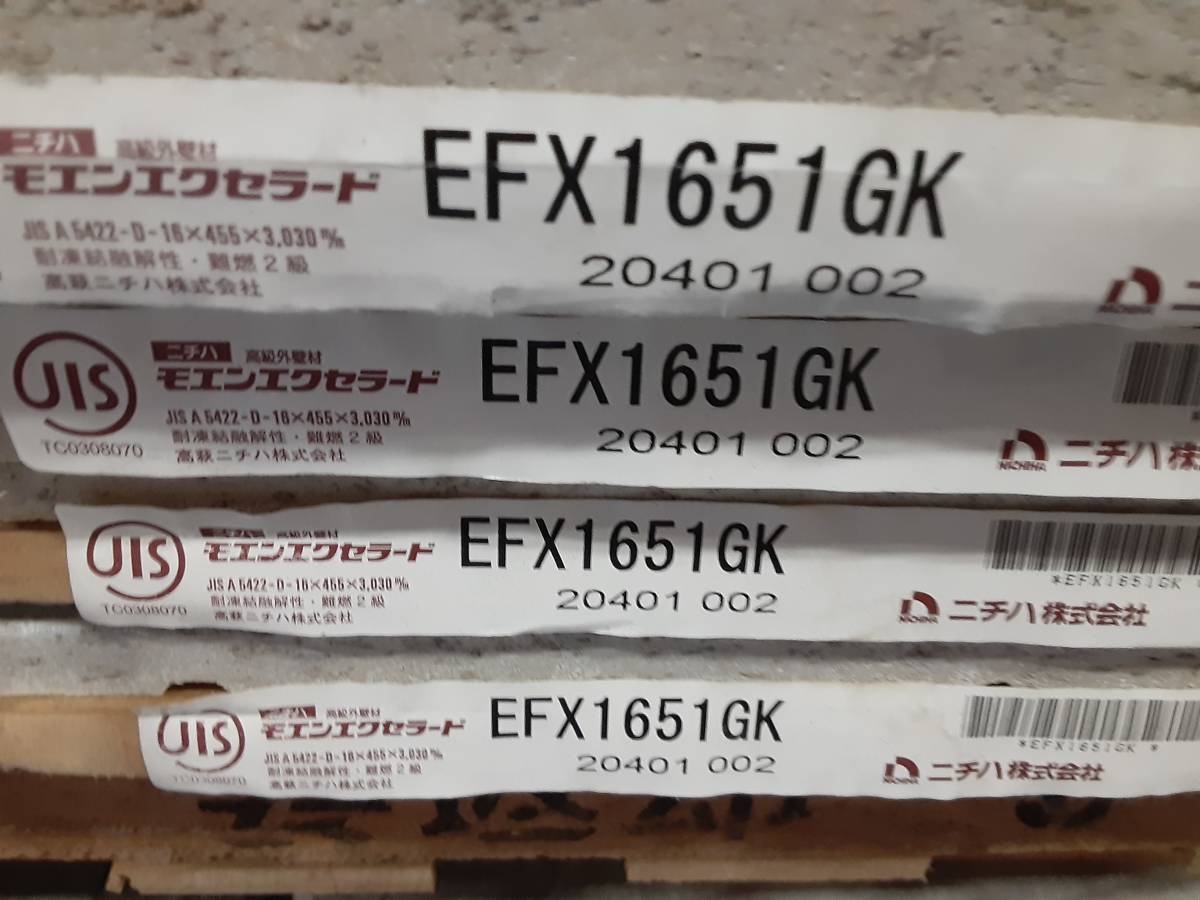 ニチハ 高級外壁材
モエンエクセラード
JIS A 5422-D-16×455×3,030㎜
耐凍結融解性・難燃2級
高萩ニチハ株式会社
EFX1651GK
20401 002
NICHIHA
JIS
TC0308070
ニチハ 高級外壁材
モエンエクセラード
JIS A 5422-D-16×455×3,030㎜
耐凍結融解性・難燃2級
高萩ニチハ株式会社
EFX1651GK
20401 002
NICHIHA ニチハ株
JIS
TC0308070
ニチハ 高級外壁材
モエンエクセラード
JIS A 5422-D-16×455×3,030㎜
耐凍結融解性・難燃2級
高萩ニチハ株式会社
EFX1651GK
20401 002
*EFX1651GK
NICHIHA ニチハ株式会社
JIS
TC0308070
ニチハ 高級外壁材
モエンエクセラード
JIS A 5422-D-16×455×3,030㎜
耐凍結融解性・難燃2級
高萩ニチハ株式会社
EFX1651GK
20401 002
*EFX1651GK *
NICHIHA ニチハ株式会社